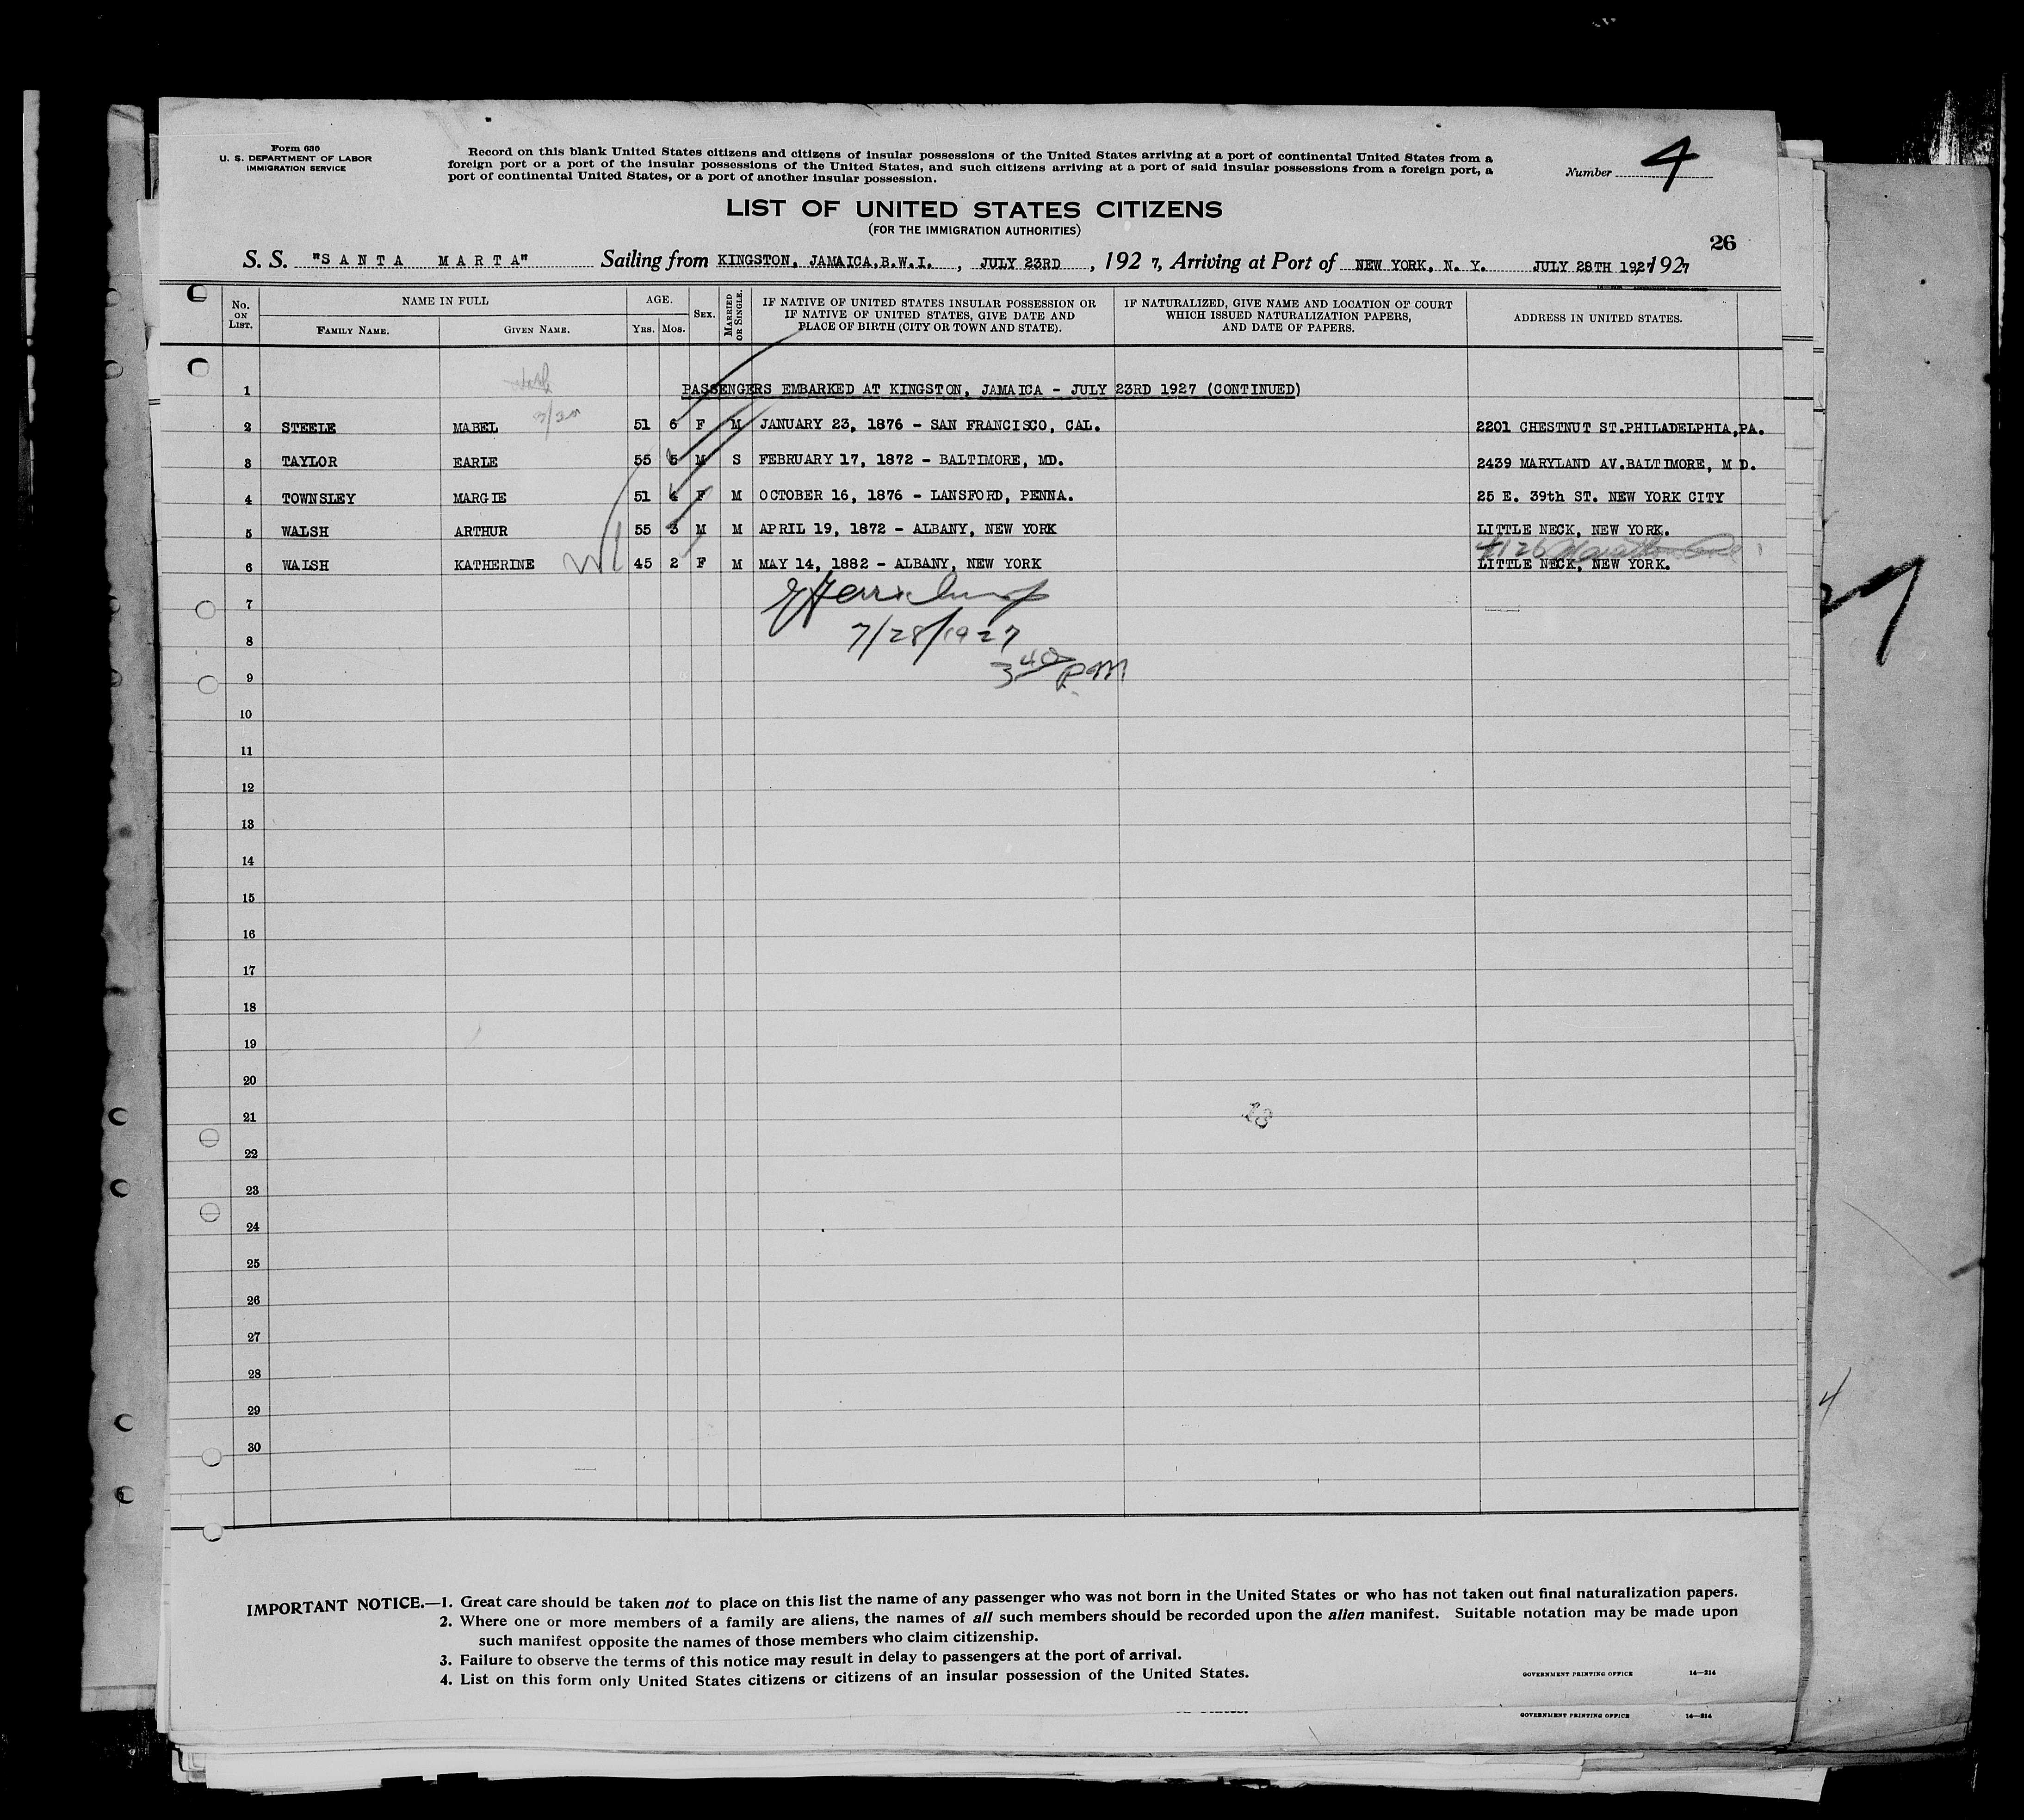 Form 630
U. S. DEPARTMENT OF LABOR
IMMIGRATION SERVICE
Record on this blank United States citizens and citizens of insular possessions of the United States arriving at a port of continental United States from a
foreign port or a port of the insular possessions of the United States, and such citizens arriving at a port of said insular possessions from a foreign port, a
port of continental United States, or a port of another insular possession.
Number 4
LIST OF UNITED STATES CITIZENS
(FOR THE IMMIGRATION AUTHORITIES)
26
S. S. "SANTA MARTA" Sailing from KINGSTON, JAMAICA.B.W.I. , JULY 23RD , 192 7, Arriving at Port of NEW YORK, N. Y. JULY 28TH 1927 1927
No. ON LIST. NAME IN FULL AGE. SEX. MARRIED OR SINGLE. IF NATIVE OF UNITED STATES INSULAR POSSESSION OR IF NATIVE OF UNITED STATES, GIVE DATE AND PLACE OF BIRTH (CITY OR TOWN AND STATE). IF NATURALIZED, GIVE NAME AND LOCATION OF COURT WHICH ISSUED NATURALIZATION PAPERS, AND DATE OF PAPERS. ADDRESS IN UNITED STATES.
FAMILY NAME. GIVEN NAME. Yrs. Mos.
1 PASSENGERS EMBARKED AT KINGSTON, JAMAICA - JULY 23RD 1927 (CONTINUED)
2 STEELE MABEL 51 6 F M JANUARY 23, 1876 - SAN FRANCISCO, CAL. 2201 CHESTNUT ST.PHILADELPHIA,PA.
3 TAYLOR EARLE 55 5 M S FEBRUARY 17, 1872 - BALTIMORE, MD. 2439 MARYLAND AV.BALTIMORE, M D.
4 TOWNSLEY MARGIE 51 4 F M OCTOBER 16, 1876 - LANSFORD, PENNA. 25 E. 39th ST. NEW YORK CITY
5 WALSH ARTHUR 55 3 M M APRIL 19, 1872 - ALBANY, NEW YORK LITTLE NECK, NEW YORK.
6 WALSH KATHERINE 45 2 F M MAY 14, 1882 - ALBANY, NEW YORK LITTLE NECK, NEW YORK.
7
7/28/1927
8
3 40 PM
9
10
11
12
13
14
15
16
17
18
19
20
21
22
23
24
25
26
27
28
29
30
IMPORTANT NOTICE.—1. Great care should be taken not to place on this list the name of any passenger who was not born in the United States or who has not taken out final naturalization papers.
2. Where one or more members of a family are aliens, the names of all such members should be recorded upon the alien manifest. Suitable notation may be made upon
such manifest opposite the names of those members who claim citizenship.
3. Failure to observe the terms of this notice may result in delay to passengers at the port of arrival.
4. List on this form only United States citizens or citizens of an insular possession of the United States.
GOVERNMENT PRINTING OFFICE 14—214
GOVERNMENT PRINTING OFFICE 14—214
4